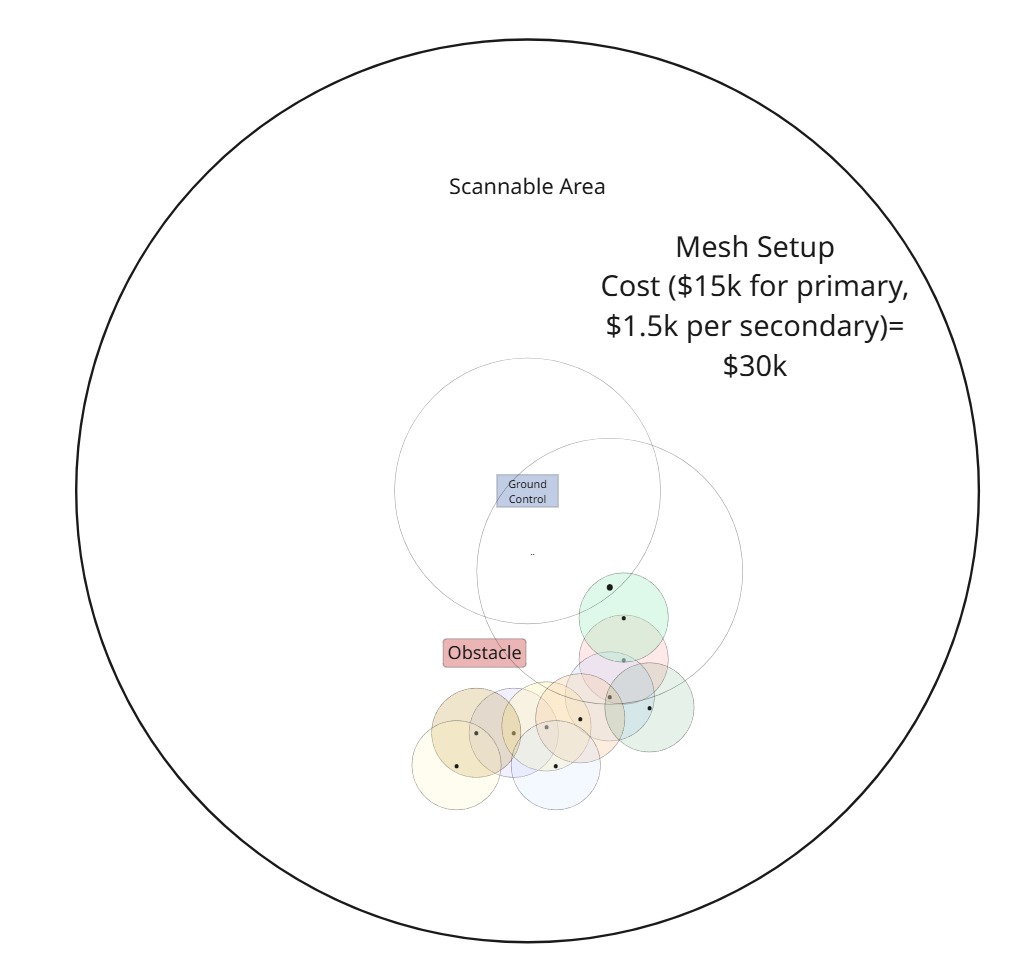 Scannable Area
Mesh Setup
Cost ($15k for primary,
$1.5k per secondary)=
$30k
Ground
Control
..
Obstacle